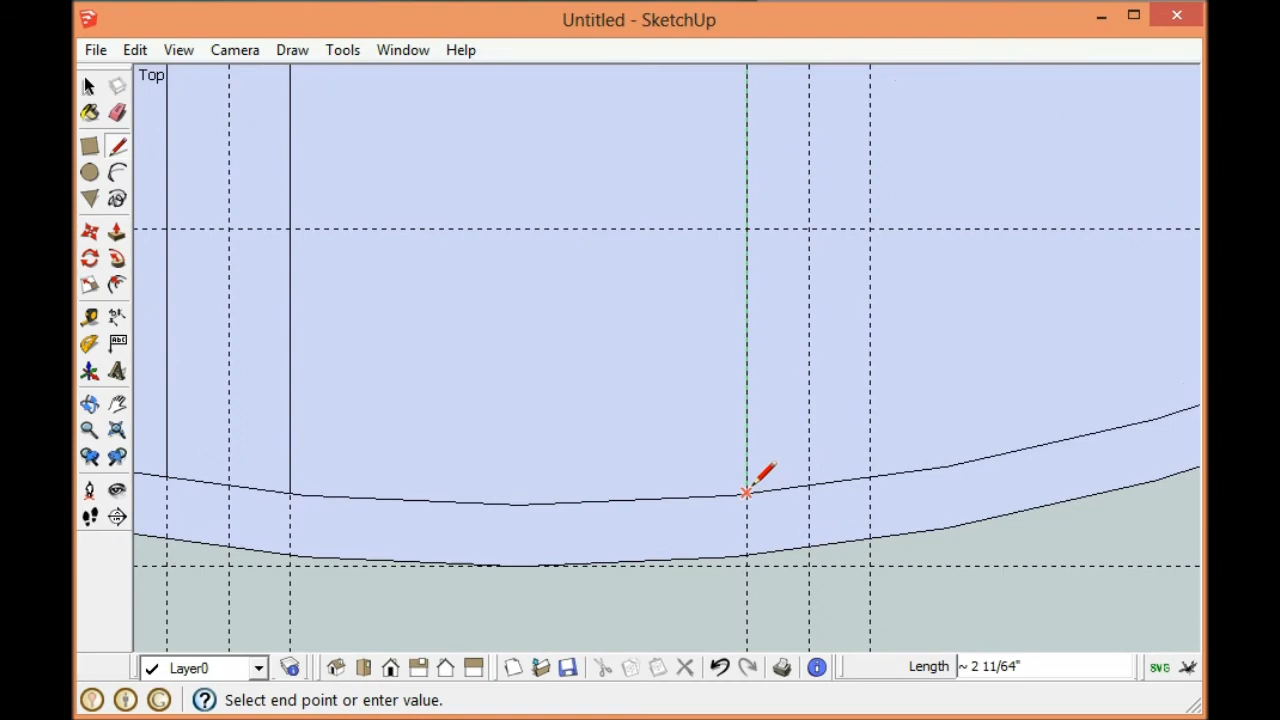 Untitled - SketchUp
File Edit View Camera Draw Tools Window Help
Top
Layer0
Length ~ 2 11/64"
SVG
Select end point or enter value.